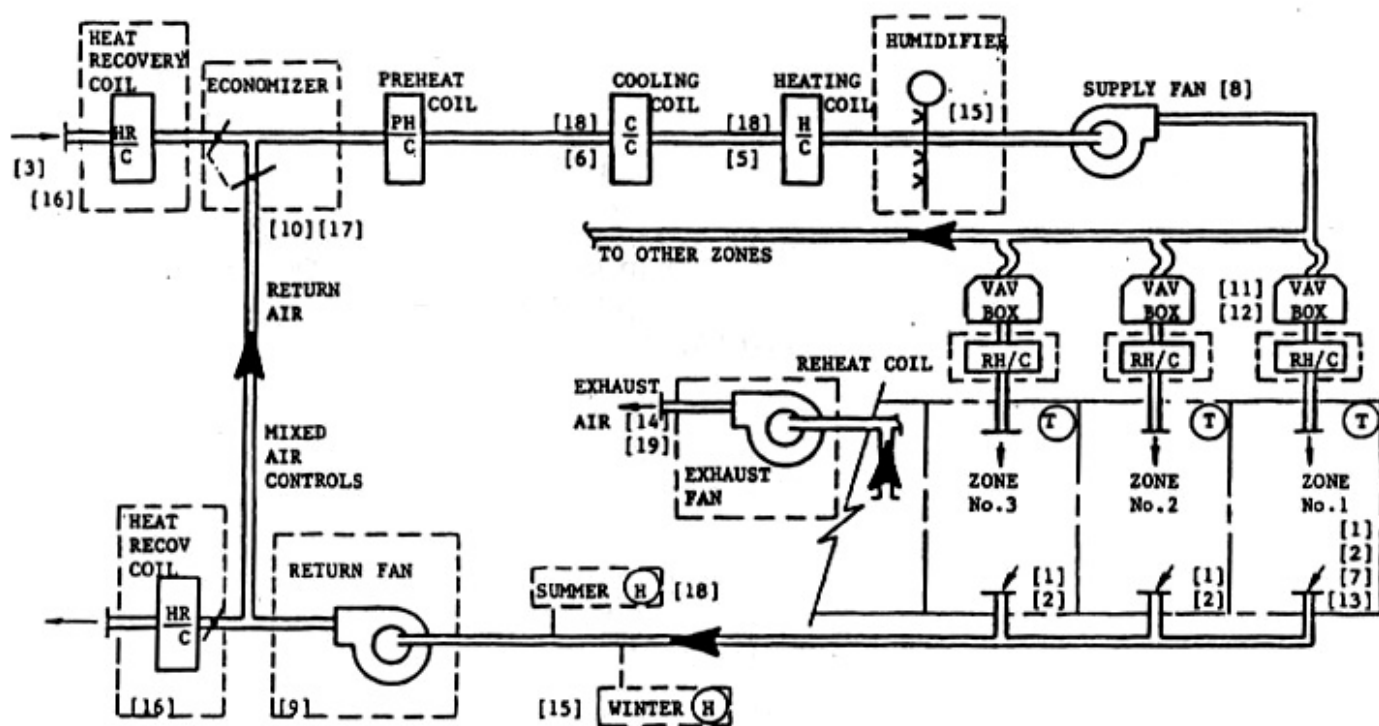 HEAT
RECOVERY
COIL
HR
C
[3]
[16]
ECONOMIZER
[10][17]
PREHEAT
COIL
PH
C
COOLING
COIL
[18]
[6]
C
C
HEATING
COIL
[18]
[5]
H
C
HUMIDIFIER
[15]
SUPPLY FAN [8]
TO OTHER ZONES
VAV
BOX
VAV
BOX
[11]
[12]
VAV
BOX
RH/C
RH/C
RH/C
REHEAT COIL
RETURN
AIR
EXHAUST
AIR [14]
[19]
EXHAUST
FAN
T
T
T
ZONE
No.3
ZONE
No.2
ZONE
No.1
[1]
[2]
[7]
[13]
[1]
[2]
[1]
[2]
MIXED
AIR
CONTROLS
HEAT
RECOV
COIL
HR
C
[16]
RETURN FAN
[9]
SUMMER H [18]
[15] WINTER H